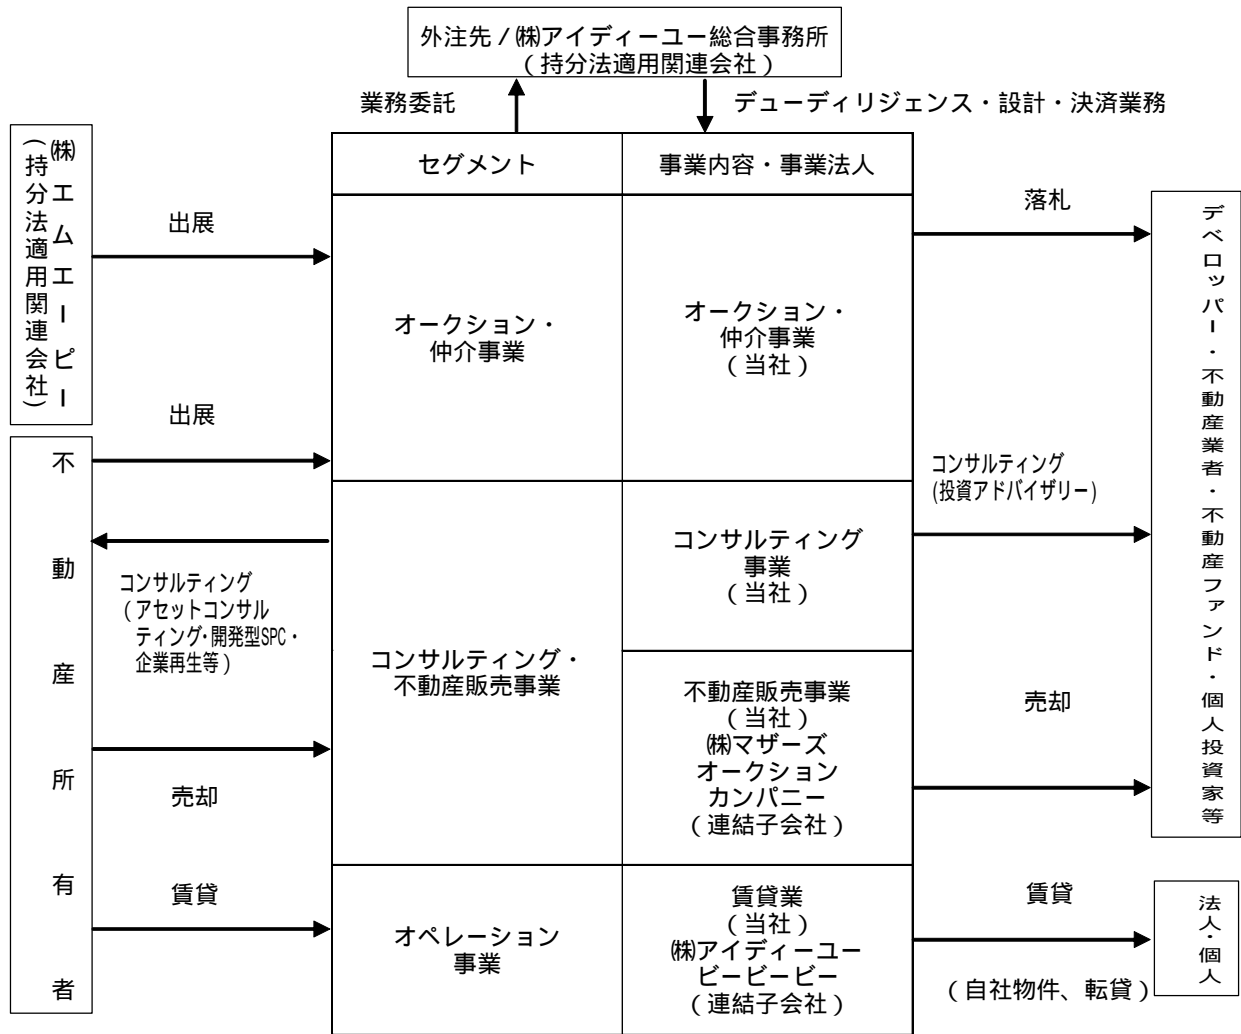 外注先/㈱アイディーユー総合事務所
(持分法適用関連会社)
業務委託
デューディリジェンス・設計・決済業務
㈱エムエーピー
(持分法適用関連会社)
セグメント
事業内容・事業法人
出展
落札
オークション・
仲介事業
オークション・
仲介事業
(当社)
デベロッパー・不動産業者・不動産ファンド・個人投資家等
出展
不動産所有者
コンサルティング
(投資アドバイザリー)
コンサルティング
(アセットコンサル
ティング・開発型SPC・
企業再生等)
コンサルティング・
不動産販売事業
コンサルティング
事業
(当社)
不動産販売事業
(当社)
㈱マザーズ
オークション
カンパニー
(連結子会社)
売却
売却
賃貸
オペレーション
事業
賃貸業
(当社)
㈱アイディーユー
ビービービー
(連結子会社)
賃貸
(自社物件、転貸)
法人・個人